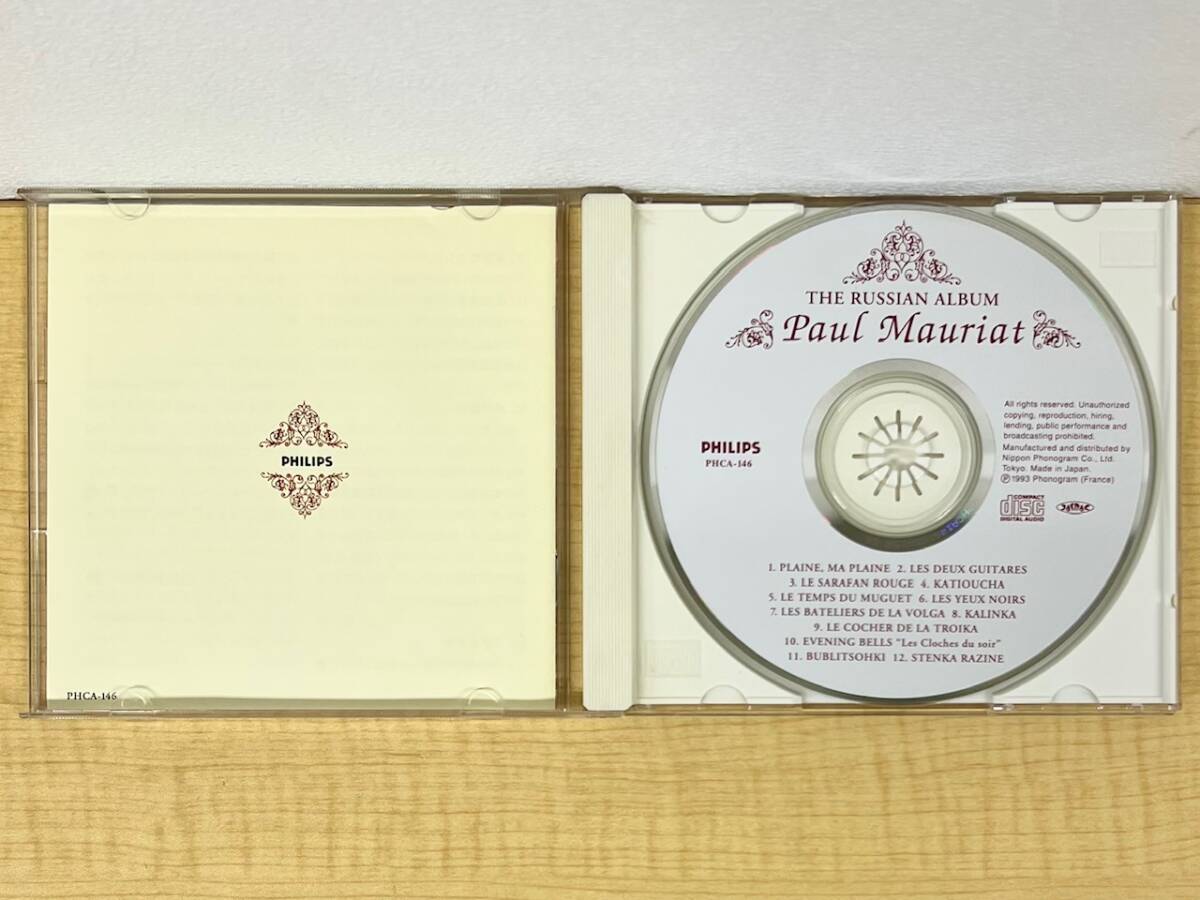 PHILIPS
PHCA-146
THE RUSSIAN ALBUM
Paul Mauriat
PHILIPS
PHCA-146
All rights reserved. Unauthorized
copying, reproduction, hiring,
lending, public performance and
broadcasting prohibited.
Manufactured and distributed by
Nippon Phonogram Co., Ltd.
Tokyo. Made in Japan.
Ⓟ1993 Phonogram (France)
COMPACT
disc
DIGITAL AUDIO
1. PLAINE, MA PLAINE 2. LES DEUX GUITARES
3. LE SARAFAN ROUGE 4. KATIOUCHA
5. LE TEMPS DU MUGUET 6. LES YEUX NOIRS
7. LES BATELIERS DE LA VOLGA 8. KALINKA
9. LE COCHER DE LA TROIKA
10. EVENING BELLS "Les Cloches du soir"
11. BUBLITSOHKI 12. STENKA RAZINE